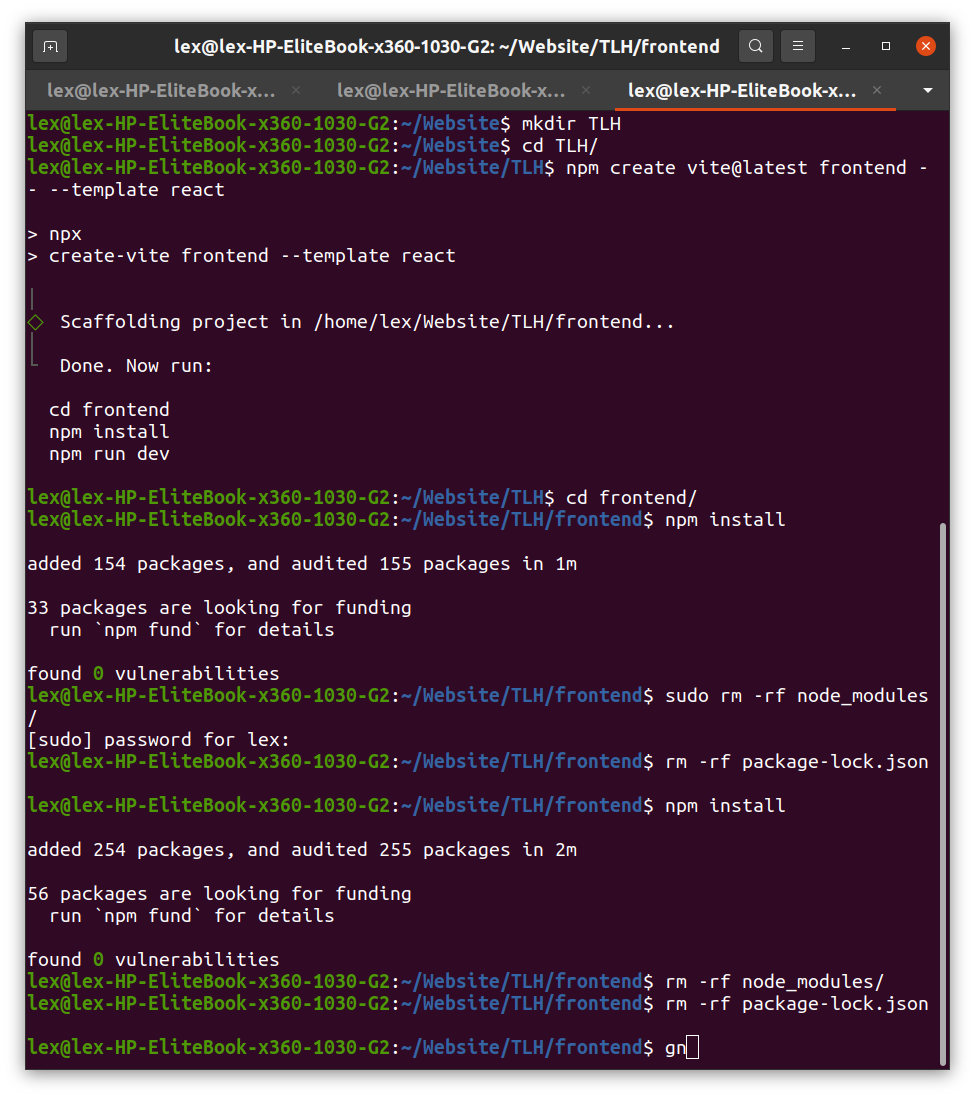 lex@lex-HP-EliteBook-x360-1030-G2: ~/Website/TLH/frontend
lex@lex-HP-EliteBook-x... × lex@lex-HP-EliteBook-x... × lex@lex-HP-EliteBook-x... ×
lex@lex-HP-EliteBook-x360-1030-G2:~/Website$ mkdir TLH
lex@lex-HP-EliteBook-x360-1030-G2:~/Website$ cd TLH/
lex@lex-HP-EliteBook-x360-1030-G2:~/Website/TLH$ npm create vite@latest frontend -
- --template react
> npx
> create-vite frontend --template react
Scaffolding project in /home/lex/Website/TLH/frontend...
Done. Now run:
cd frontend
npm install
npm run dev
lex@lex-HP-EliteBook-x360-1030-G2:~/Website/TLH$ cd frontend/
lex@lex-HP-EliteBook-x360-1030-G2:~/Website/TLH/frontend$ npm install
added 154 packages, and audited 155 packages in 1m
33 packages are looking for funding
run `npm fund` for details
found 0 vulnerabilities
lex@lex-HP-EliteBook-x360-1030-G2:~/Website/TLH/frontend$ sudo rm -rf node_modules
/
[sudo] password for lex:
lex@lex-HP-EliteBook-x360-1030-G2:~/Website/TLH/frontend$ rm -rf package-lock.json
lex@lex-HP-EliteBook-x360-1030-G2:~/Website/TLH/frontend$ npm install
added 254 packages, and audited 255 packages in 2m
56 packages are looking for funding
run `npm fund` for details
found 0 vulnerabilities
lex@lex-HP-EliteBook-x360-1030-G2:~/Website/TLH/frontend$ rm -rf node_modules/
lex@lex-HP-EliteBook-x360-1030-G2:~/Website/TLH/frontend$ rm -rf package-lock.json
lex@lex-HP-EliteBook-x360-1030-G2:~/Website/TLH/frontend$ gn